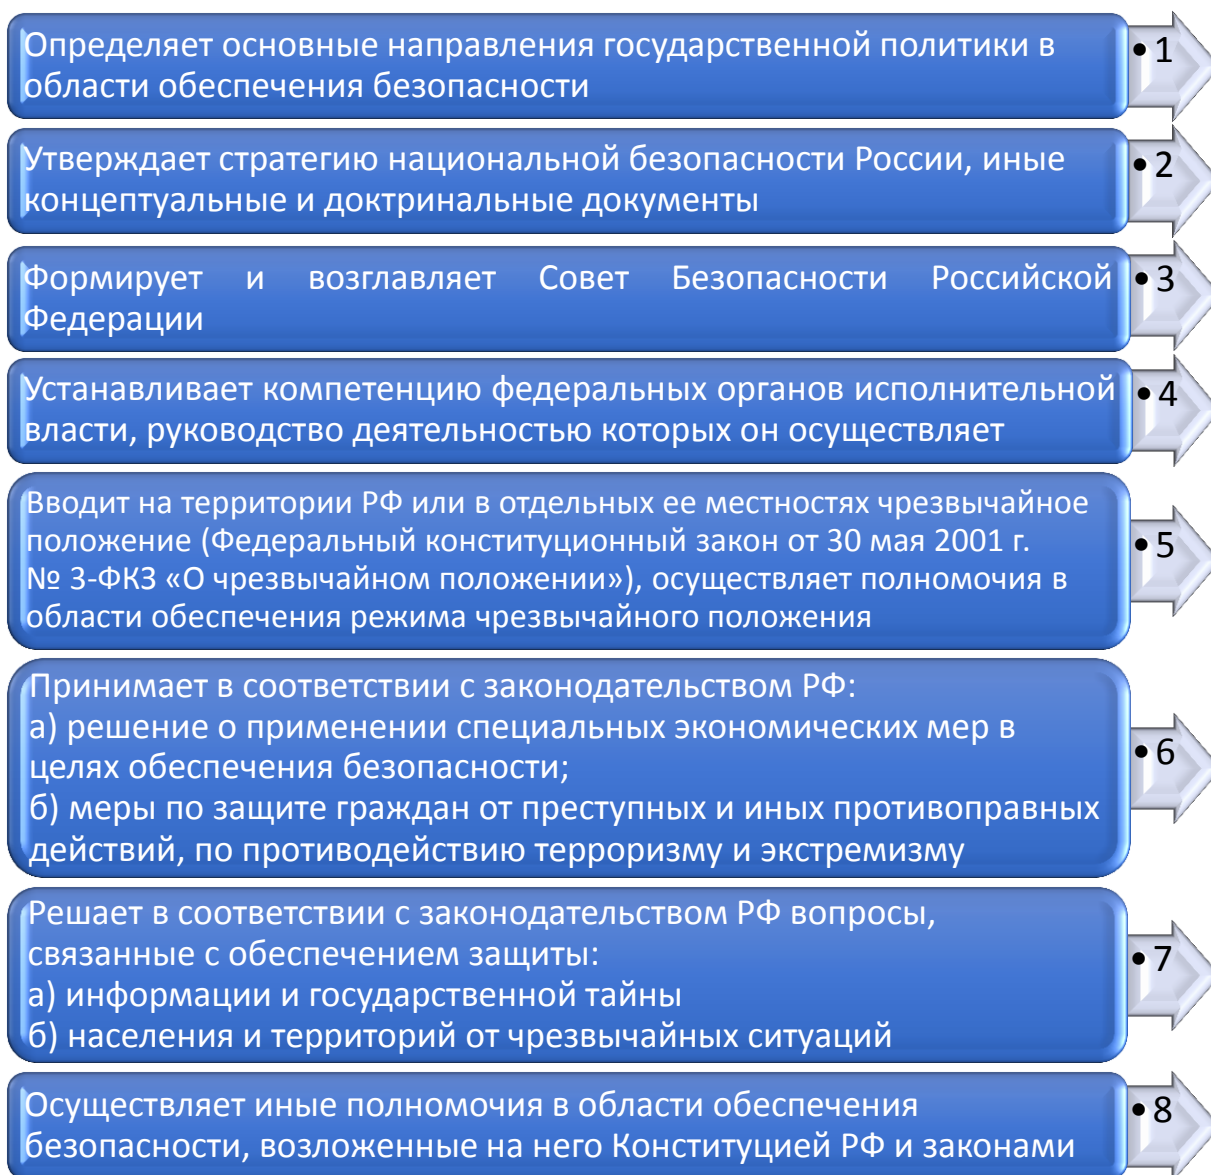 Определяет основные направления государственной политики в
области обеспечения безопасности
• 1
Утверждает стратегию национальной безопасности России, иные
концептуальные и доктринальные документы
• 2
Формирует и возглавляет Совет Безопасности Российской
Федерации
• 3
Устанавливает компетенцию федеральных органов исполнительной
власти, руководство деятельностью которых он осуществляет
• 4
Вводит на территории РФ или в отдельных ее местностях чрезвычайное
положение (Федеральный конституционный закон от 30 мая 2001 г.
№ 3-ФКЗ «О чрезвычайном положении»), осуществляет полномочия в
области обеспечения режима чрезвычайного положения
• 5
Принимает в соответствии с законодательством РФ:
а) решение о применении специальных экономических мер в
целях обеспечения безопасности;
б) меры по защите граждан от преступных и иных противоправных
действий, по противодействию терроризму и экстремизму
• 6
Решает в соответствии с законодательством РФ вопросы,
связанные с обеспечением защиты:
а) информации и государственной тайны
б) населения и территорий от чрезвычайных ситуаций
• 7
Осуществляет иные полномочия в области обеспечения
безопасности, возложенные на него Конституцией РФ и законами
• 8